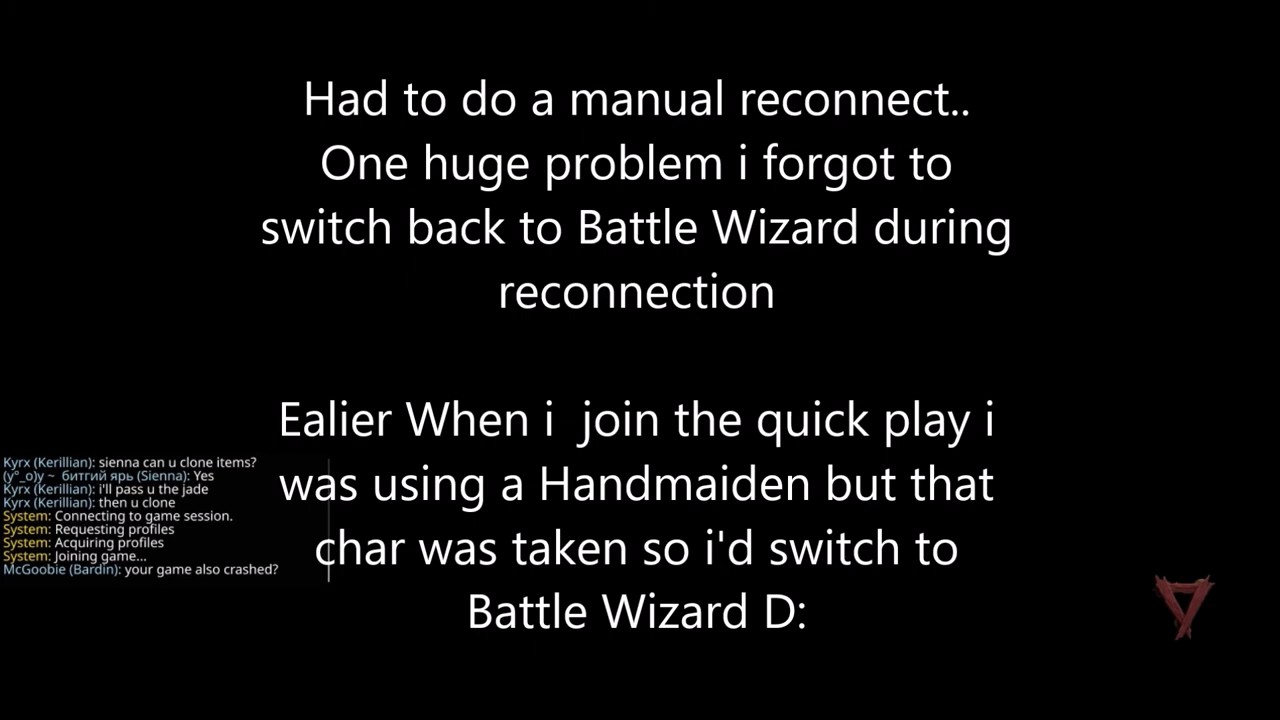 Had to do a manual reconnect..
One huge problem i forgot to
switch back to Battle Wizard during
reconnection
Ealier When i  join the quick play i
was using a Handmaiden but that
char was taken so i'd switch to
Battle Wizard D:
Kyrx (Kerillian): sienna can u clone items?
(y°_o)y ~  битгий ярь (Sienna): Yes
Kyrx (Kerillian): i'll pass u the jade
Kyrx (Kerillian): then u clone
System: Connecting to game session.
System: Requesting profiles
System: Acquiring profiles
System: Joining game...
McGoobie (Bardin): your game also crashed?